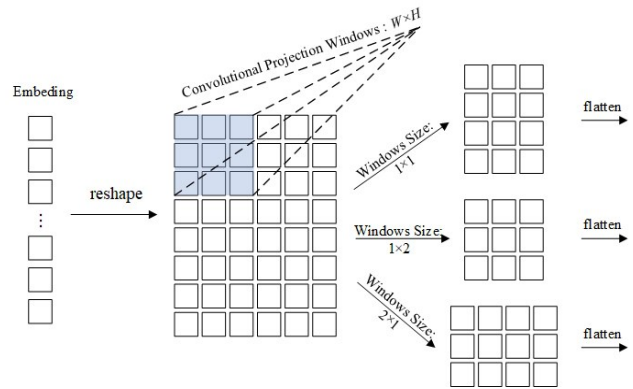 Convolutional Projection Windows : W×H
Embeding
reshape
⋮
Windows Size:
1×1
flatten
Windows Size:
1×2
flatten
Windows Size:
2×1
flatten